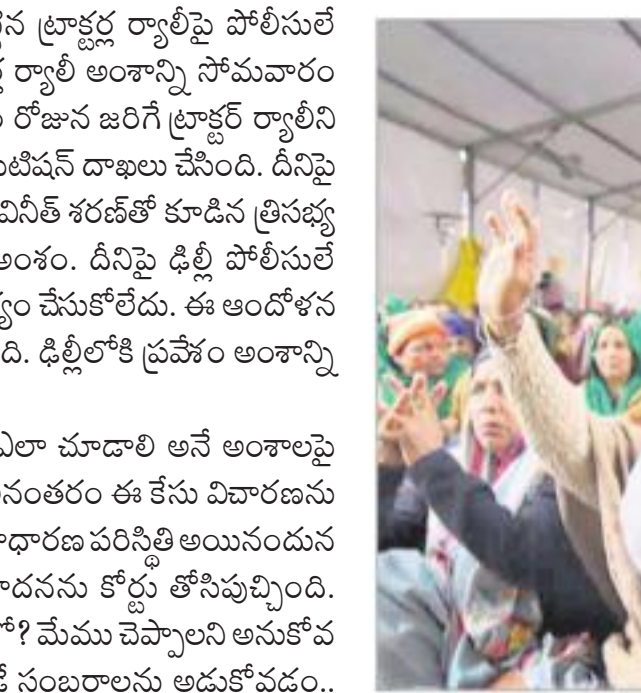 ట్రాక్టర్ల ర్యాలీపై పోలీసులే
ర్యాలీ అంశాన్ని సోమవారం
రోజున జరిగే ట్రాక్టర్ ర్యాలీని
దాఖలు చేసింది. దీనిపై
వినీత్ శరణ్‌తో కూడిన త్రిసభ్య
అంశం. దీనిపై ఢిల్లీ పోలీసులే
చేసుకోలేదు. ఈ ఆందోళన
ది. ఢిల్లీలోకి ప్రవేశం అంశాన్ని
ఎలా చూడాలి అనే అంశాలపై
నంతరం ఈ కేసు విచారణను
ధారణ పరిస్థితి అయినందున
దనను కోర్టు తోసిపుచ్చింది.
? మేము చెప్పాలని అనుకోవ
సంబరాలను అడ్డుకోవడం..